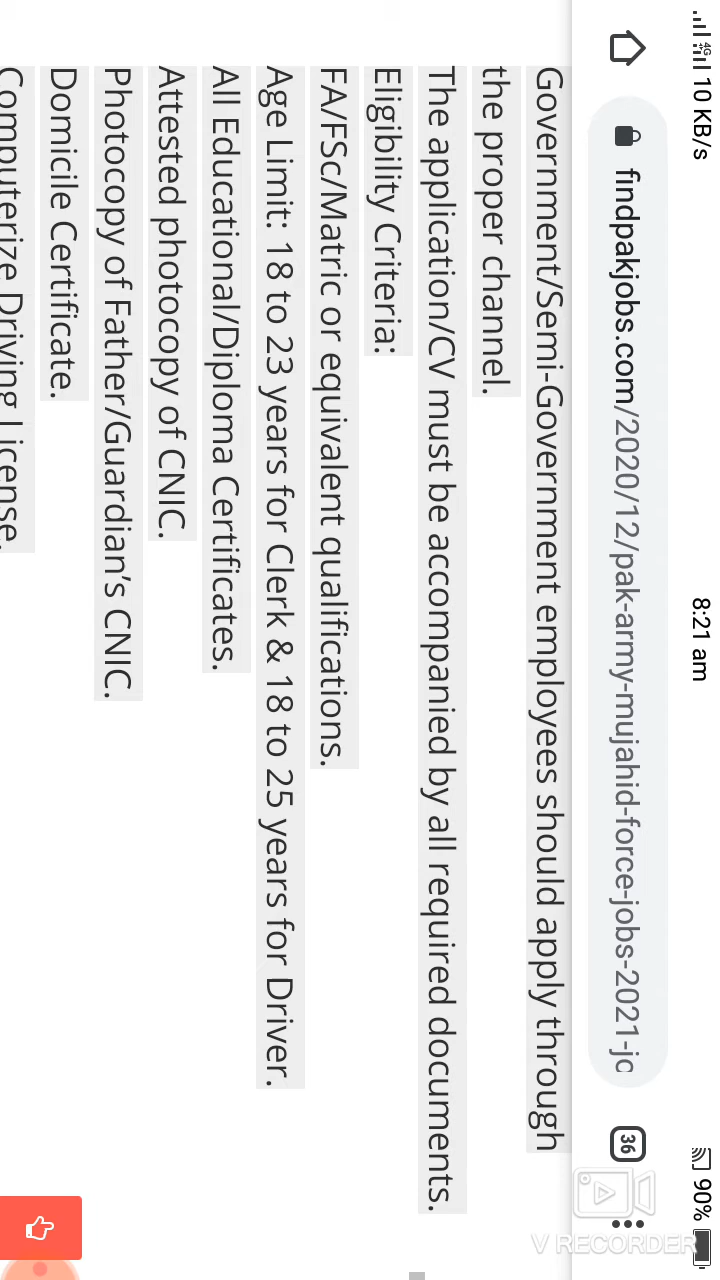 4G 10 KB/s 8:21 am 90%
findpakjobs.com/2020/12/pak-army-mujahid-force-jobs-2021-jo
36
V RECORDER
Government/Semi-Government employees should apply through
the proper channel.
The application/CV must be accompanied by all required documents.
Eligibility Criteria:
FA/FSc/Matric or equivalent qualifications.
Age Limit: 18 to 23 years for Clerk & 18 to 25 years for Driver.
All Educational/Diploma Certificates.
Attested photocopy of CNIC.
Photocopy of Father/Guardian’s CNIC.
Domicile Certificate.
Computerize Driving License.